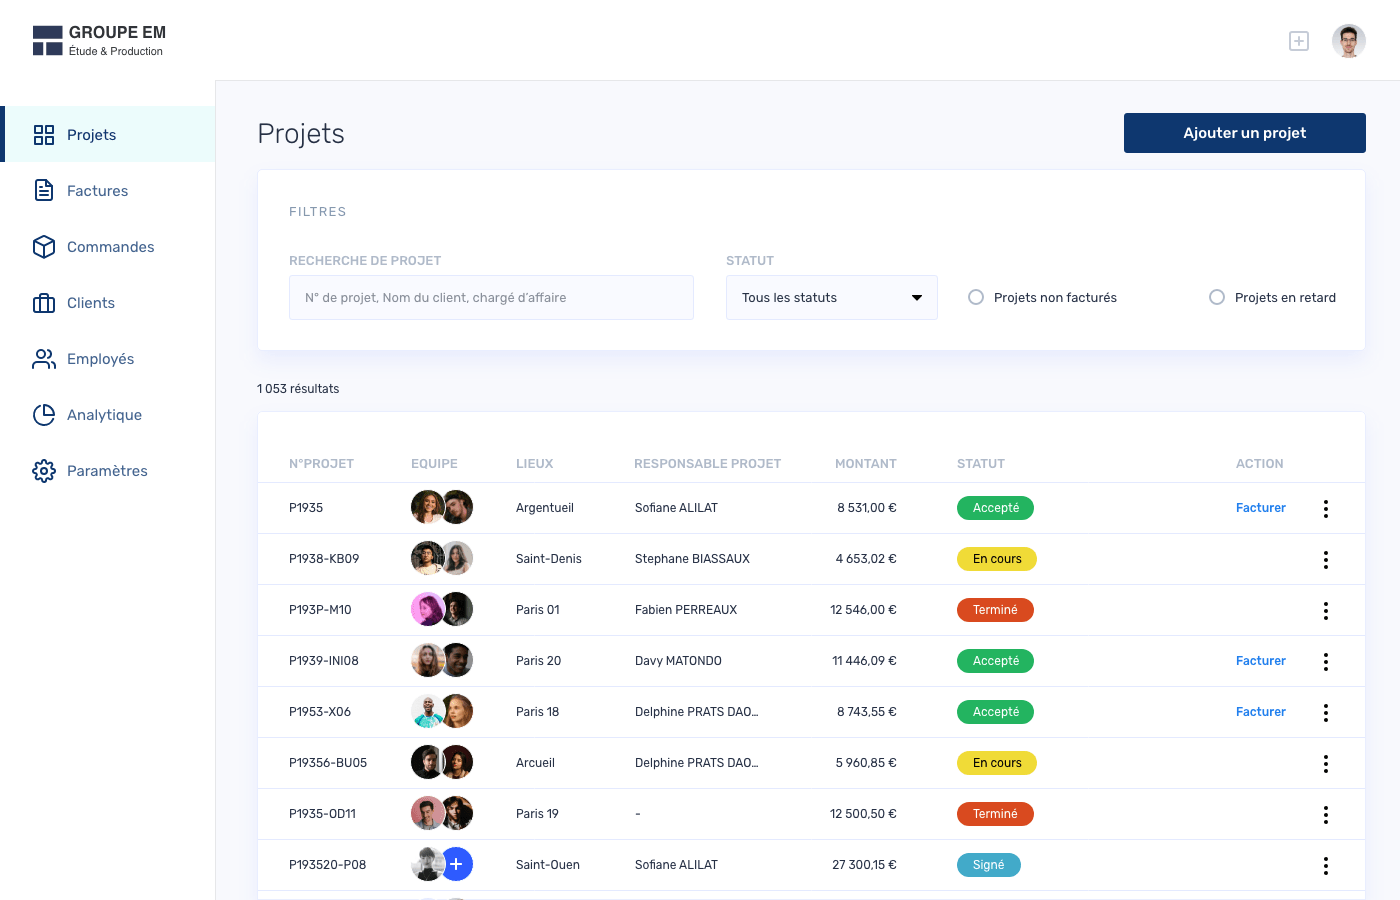 GROUPE EM
Étude & Production
Projets
Factures
Commandes
Clients
Employés
Analytique
Paramètres
Projets
Ajouter un projet
FILTRES
RECHERCHE DE PROJET
STATUT
N° de projet, Nom du client, chargé d'affaire
Tous les statuts
Projets non facturés
Projets en retard
1 053 résultats
N°PROJET EQUIPE LIEUX RESPONSABLE PROJET MONTANT STATUT ACTION
P1935 Argentueil Sofiane ALILAT 8 531,00 € Accepté Facturer
P1938-KB09 Saint-Denis Stephane BIASSAUX 4 653,02 € En cours
P193P-M10 Paris 01 Fabien PERREAUX 12 546,00 € Terminé
P1939-INI08 Paris 20 Davy MATONDO 11 446,09 € Accepté Facturer
P1953-X06 Paris 18 Delphine PRATS DAO... 8 743,55 € Accepté Facturer
P19356-BU05 Arcueil Delphine PRATS DAO... 5 960,85 € En cours
P1935-OD11 Paris 19 - 12 500,50 € Terminé
P193520-P08 Saint-Ouen Sofiane ALILAT 27 300,15 € Signé